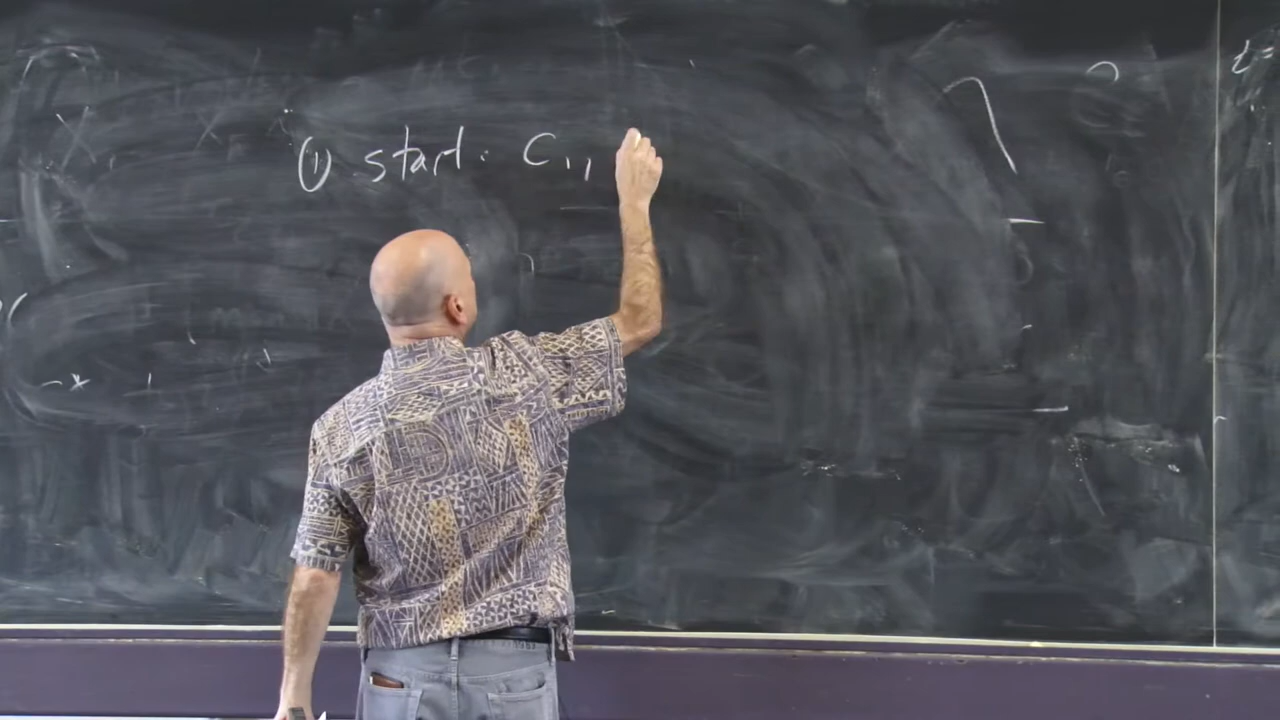 ① start: C₁,
t=